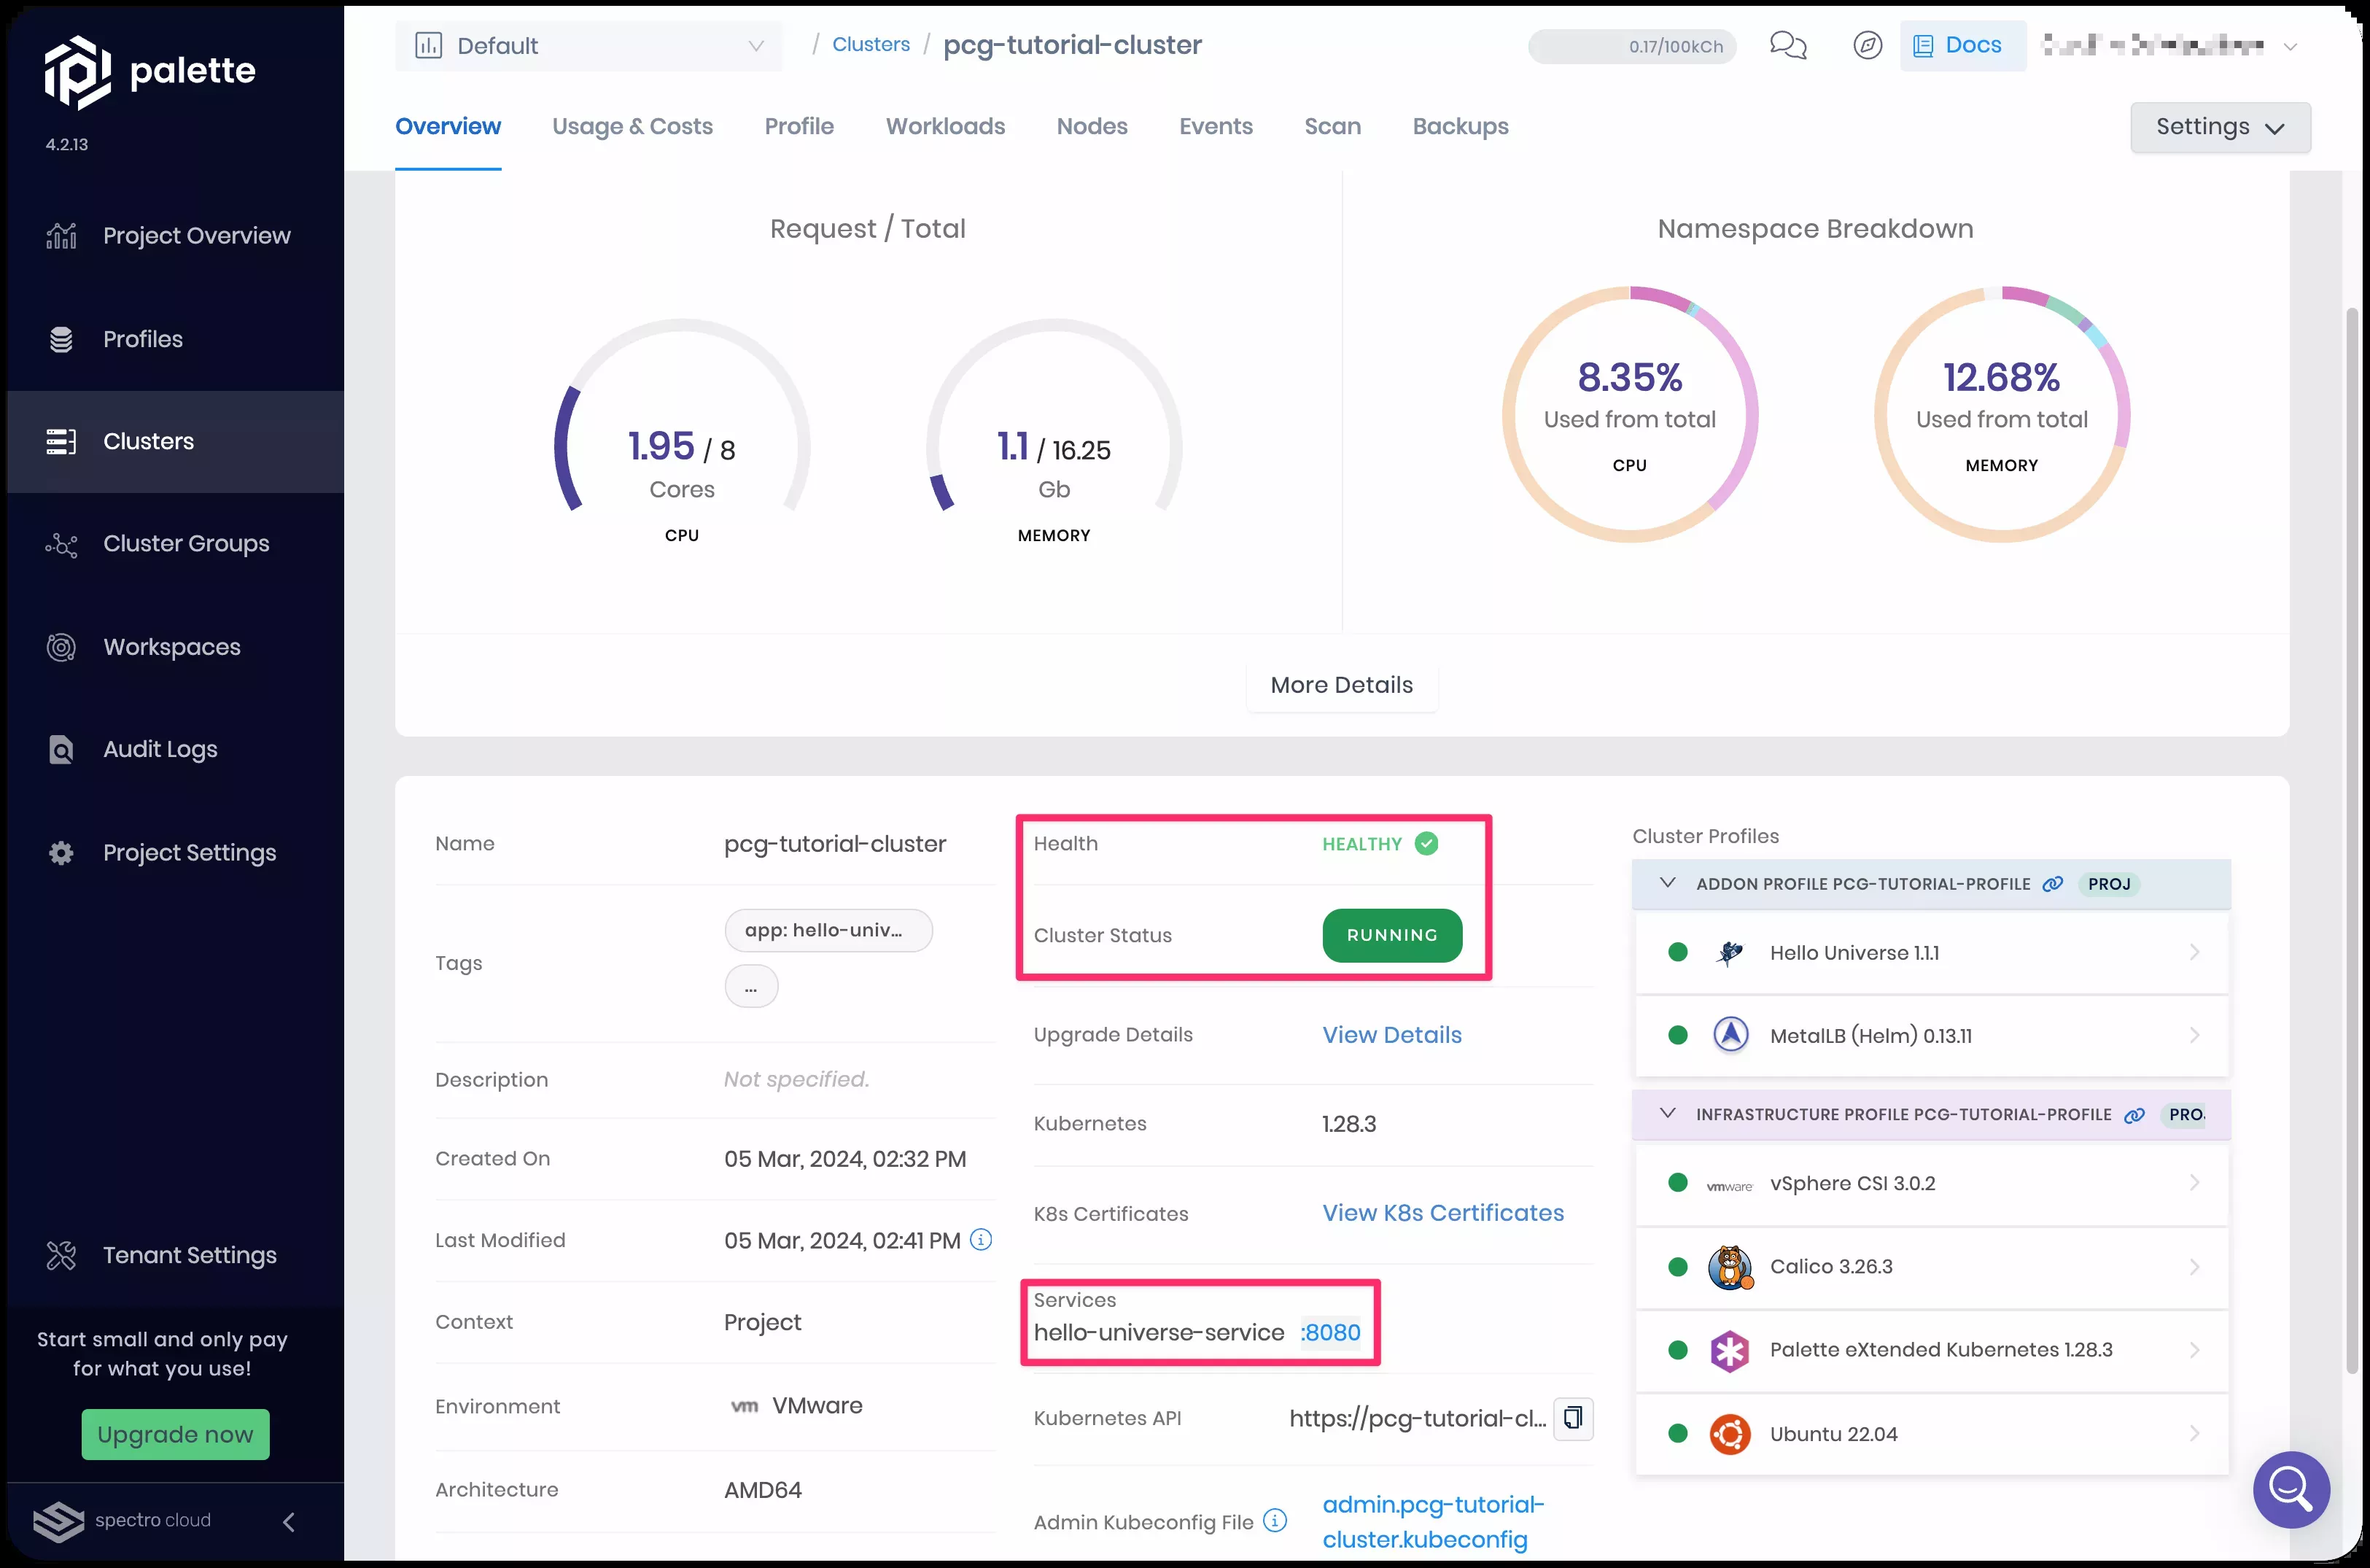 palette
4.2.13
Project Overview
Profiles
Clusters
Cluster Groups
Workspaces
Audit Logs
Project Settings
Tenant Settings
Start small and only pay
for what you use!
Upgrade now
spectro cloud
Default
/ Clusters / pcg-tutorial-cluster
0.17/100kCh
Docs
Overview
Usage & Costs
Profile
Workloads
Nodes
Events
Scan
Backups
Settings
Request / Total
1.95 / 8
Cores
CPU
1.1 / 16.25
Gb
MEMORY
Namespace Breakdown
8.35%
Used from total
CPU
12.68%
Used from total
MEMORY
More Details
Name
pcg-tutorial-cluster
Tags
app: hello-univ...
...
Description
Not specified.
Created On
05 Mar, 2024, 02:32 PM
Last Modified
05 Mar, 2024, 02:41 PM
Context
Project
Environment
vm VMware
Architecture
AMD64
Health
HEALTHY
Cluster Status
RUNNING
Upgrade Details
View Details
Kubernetes
1.28.3
K8s Certificates
View K8s Certificates
Services
hello-universe-service :8080
Kubernetes API
https://pcg-tutorial-cl...
Admin Kubeconfig File
admin.pcg-tutorial-
cluster.kubeconfig
Cluster Profiles
ADDON PROFILE PCG-TUTORIAL-PROFILE PROJ
Hello Universe 1.1.1
MetalLB (Helm) 0.13.11
INFRASTRUCTURE PROFILE PCG-TUTORIAL-PROFILE PROJ
vmware vSphere CSI 3.0.2
Calico 3.26.3
Palette eXtended Kubernetes 1.28.3
Ubuntu 22.04